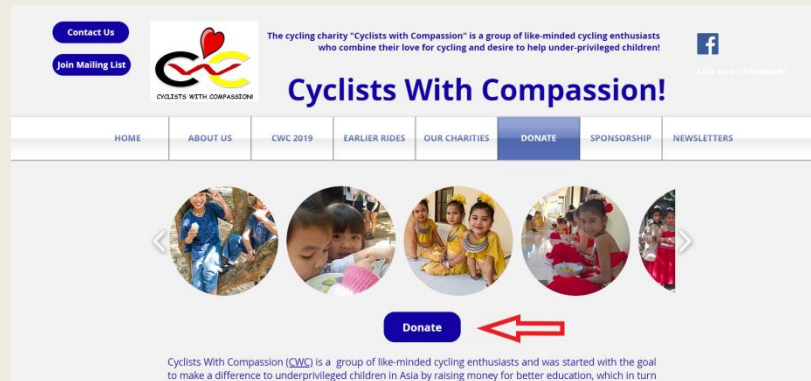 Contact Us
Join Mailing List
CYCLISTS WITH COMPASSION!
The cycling charity "Cyclists with Compassion" is a group of like-minded cycling enthusiasts
who combine their love for cycling and desire to help under-privileged children!
Cyclists With Compassion!
Like us on Facebook!
HOME ABOUT US CWC 2019 EARLIER RIDES OUR CHARITIES DONATE SPONSORSHIP NEWSLETTERS
Donate
Cyclists With Compassion (CWC) is a group of like-minded cycling enthusiasts and was started with the goal
to make a difference to underprivileged children in Asia by raising money for better education, which in turn